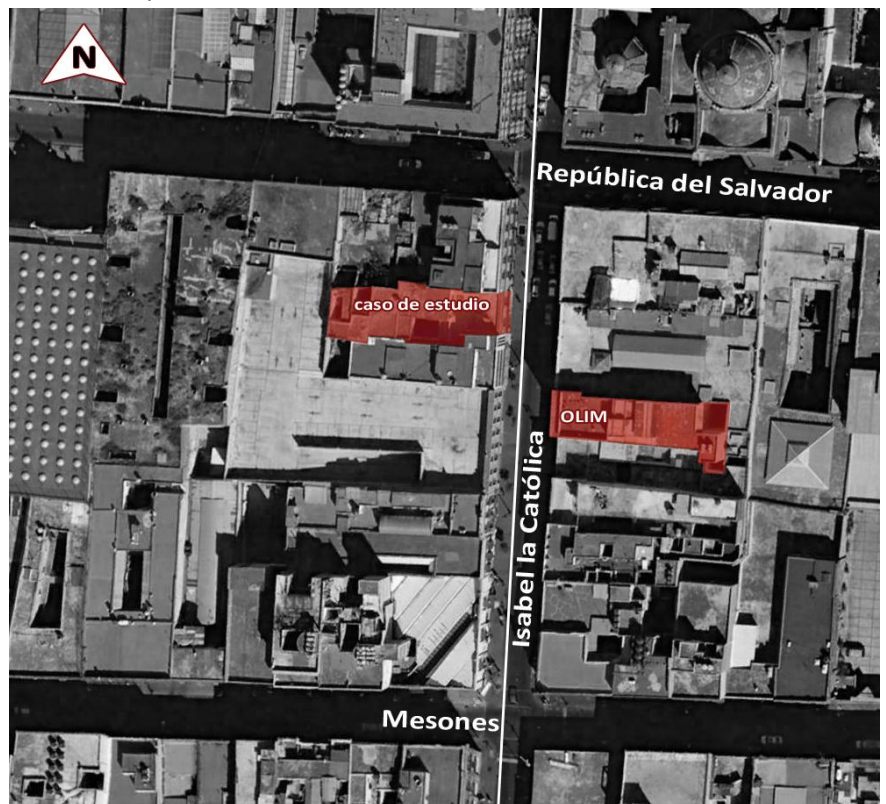 N
República del Salvador
caso de estudio
OLIM
Isabel la Católica
Mesones